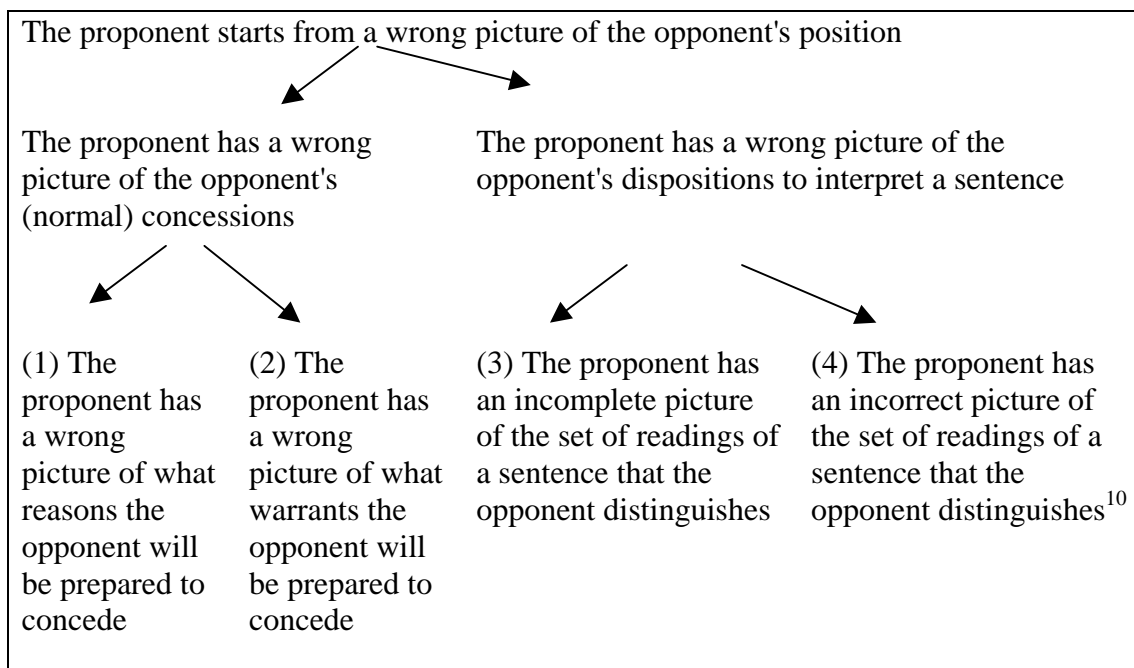 The proponent starts from a wrong picture of the opponent's position
The proponent has a wrong
picture of the opponent's
(normal) concessions
The proponent has a wrong picture of the
opponent's dispositions to interpret a sentence
(1) The
proponent has
a wrong
picture of what
reasons the
opponent will
be prepared to
concede
(2) The
proponent has
a wrong
picture of what
warrants the
opponent will
be prepared to
concede
(3) The proponent has
an incomplete picture
of the set of readings of
a sentence that the
opponent distinguishes
(4) The proponent has
an incorrect picture of
the set of readings of a
sentence that the
opponent distinguishes10